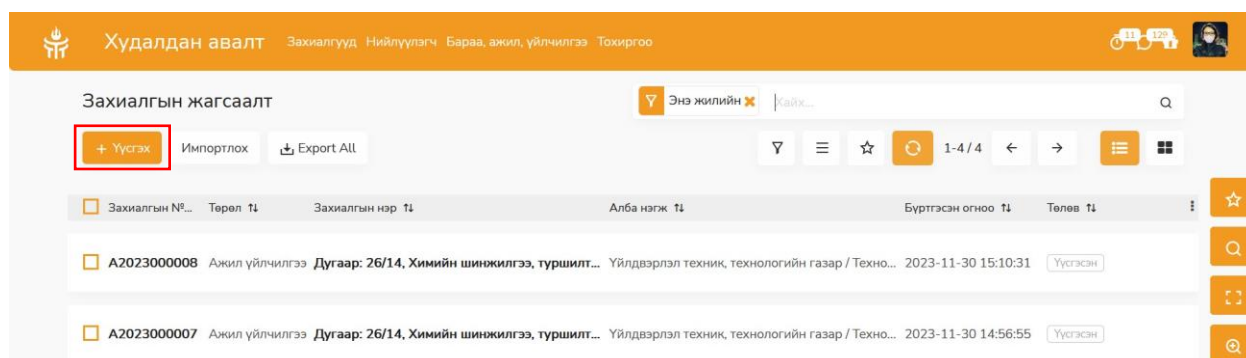 Худалдан авалт Захиалгууд Нийлүүлэгч Бараа, ажил, үйлчилгээ Тохиргоо 11 129
Захиалгын жагсаалт Энэ жилийн Хайх...
+ Үүсгэх Импортлох Export All 1-4 / 4
Захиалгын №... Төрөл Захиалгын нэр Алба нэгж Бүртгэсэн огноо Төлөв
A2023000008 Ажил үйлчилгээ Дугаар: 26/14, Химийн шинжилгээ, туршилт... Үйлдвэрлэл техник, технологийн газар / Техно... 2023-11-30 15:10:31 Үүсгэсэн
A2023000007 Ажил үйлчилгээ Дугаар: 26/14, Химийн шинжилгээ, туршилт... Үйлдвэрлэл техник, технологийн газар / Техно... 2023-11-30 14:56:55 Үүсгэсэн